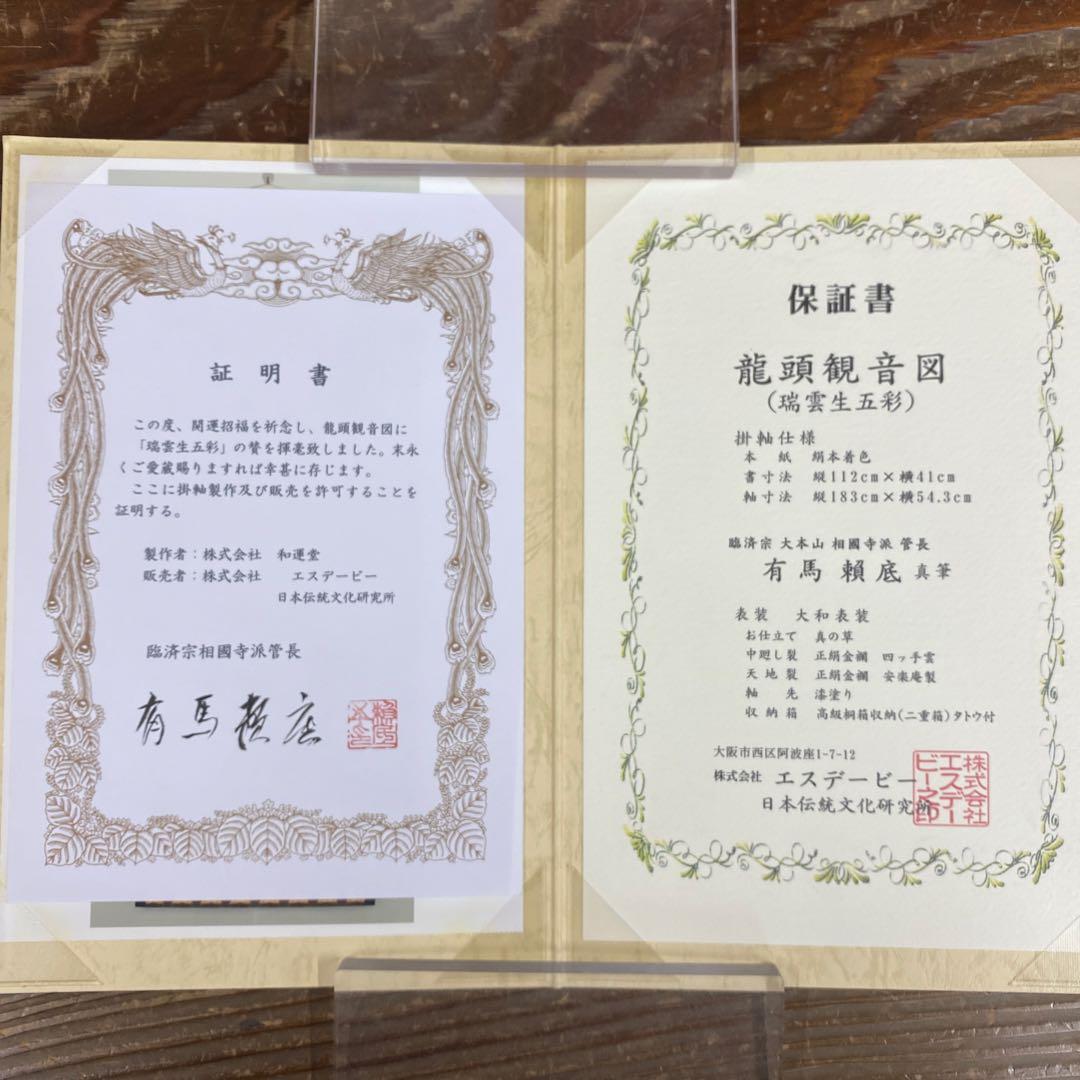 証明書
この度、開運招福を祈念し、龍頭観音図に
「瑞雲生五彩」の賛を揮毫致しました。末永
くご愛蔵賜りますれば幸甚に存じます。
ここに掛軸製作及び販売を許可することを
証明する。
製作者：株式会社 和運堂
販売者：株式会社 エスデービー
日本伝統文化研究所
臨済宗相國寺派管長
有馬賴底
保証書
龍頭観音図
(瑞雲生五彩)
掛軸仕様
本紙 絹本着色
書寸法 縦112cm×横41cm
軸寸法 縦183cm×横54.3cm
臨済宗 大本山 相國寺派 管長
有馬 賴底 真筆
表装 大和表装
お仕立て 真の草
中廻し裂 正絹金襴 四ッ手雲
天地裂 正絹金襴 安楽庵製
軸先 漆塗り
収納箱 高級桐箱収納(二重箱)タトウ付
大阪市西区阿波座1-7-12
株式会社 エスデービー
日本伝統文化研究所
株式会社エスデービー之印